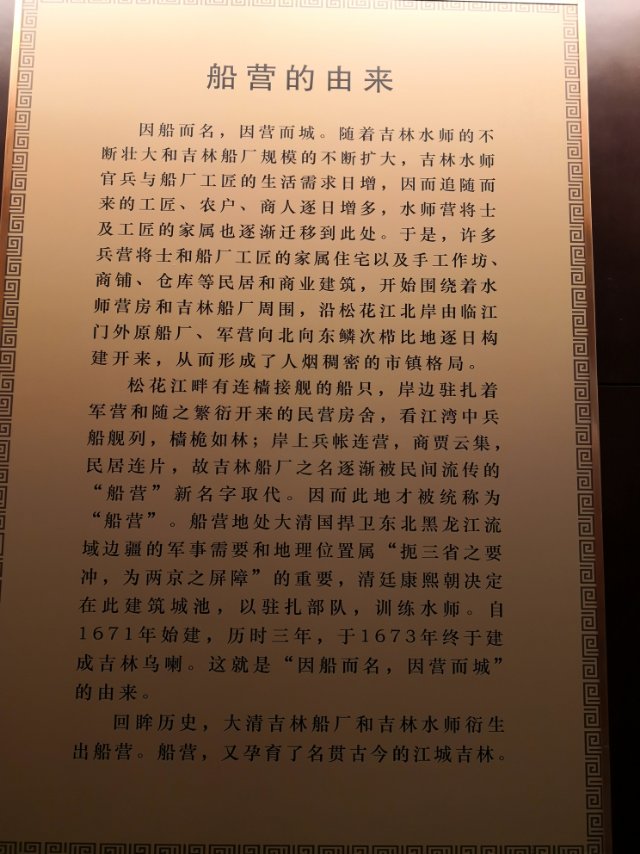 船营的由来
因船而名，因营而城。随着吉林水师的不
断壮大和吉林船厂规模的不断扩大，吉林水师
官兵与船厂工匠的生活需求日增，因而追随而
来的工匠、农户、商人逐日增多，水师营将士
及工匠的家属也逐渐迁移到此处。于是，许多
兵营将士和船厂工匠的家属住宅以及手工作坊、
商铺、仓库等民居和商业建筑，开始围绕着水
师营房和吉林船厂周围，沿松花江北岸由临江
门外原船厂、军营向北向东鳞次栉比地逐日构
建开来，从而形成了人烟稠密的市镇格局。
松花江畔有连樯接舰的船只，岸边驻扎着
军营和随之繁衍开来的民营房舍，看江湾中兵
船舰列，樯桅如林；岸上兵帐连营，商贾云集，
民居连片，故吉林船厂之名逐渐被民间流传的
“船营”新名字取代。因而此地才被统称为
“船营”。船营地处大清国捍卫东北黑龙江流
域边疆的军事需要和地理位置属“扼三省之要
冲，为两京之屏障”的重要，清廷康熙朝决定
在此建筑城池，以驻扎部队，训练水师。自
1671年始建，历时三年，于1673年终于建
成吉林乌喇。这就是“因船而名，因营而城”
的由来。
回眸历史，大清吉林船厂和吉林水师衍生
出船营。船营，又孕育了名贯古今的江城吉林。